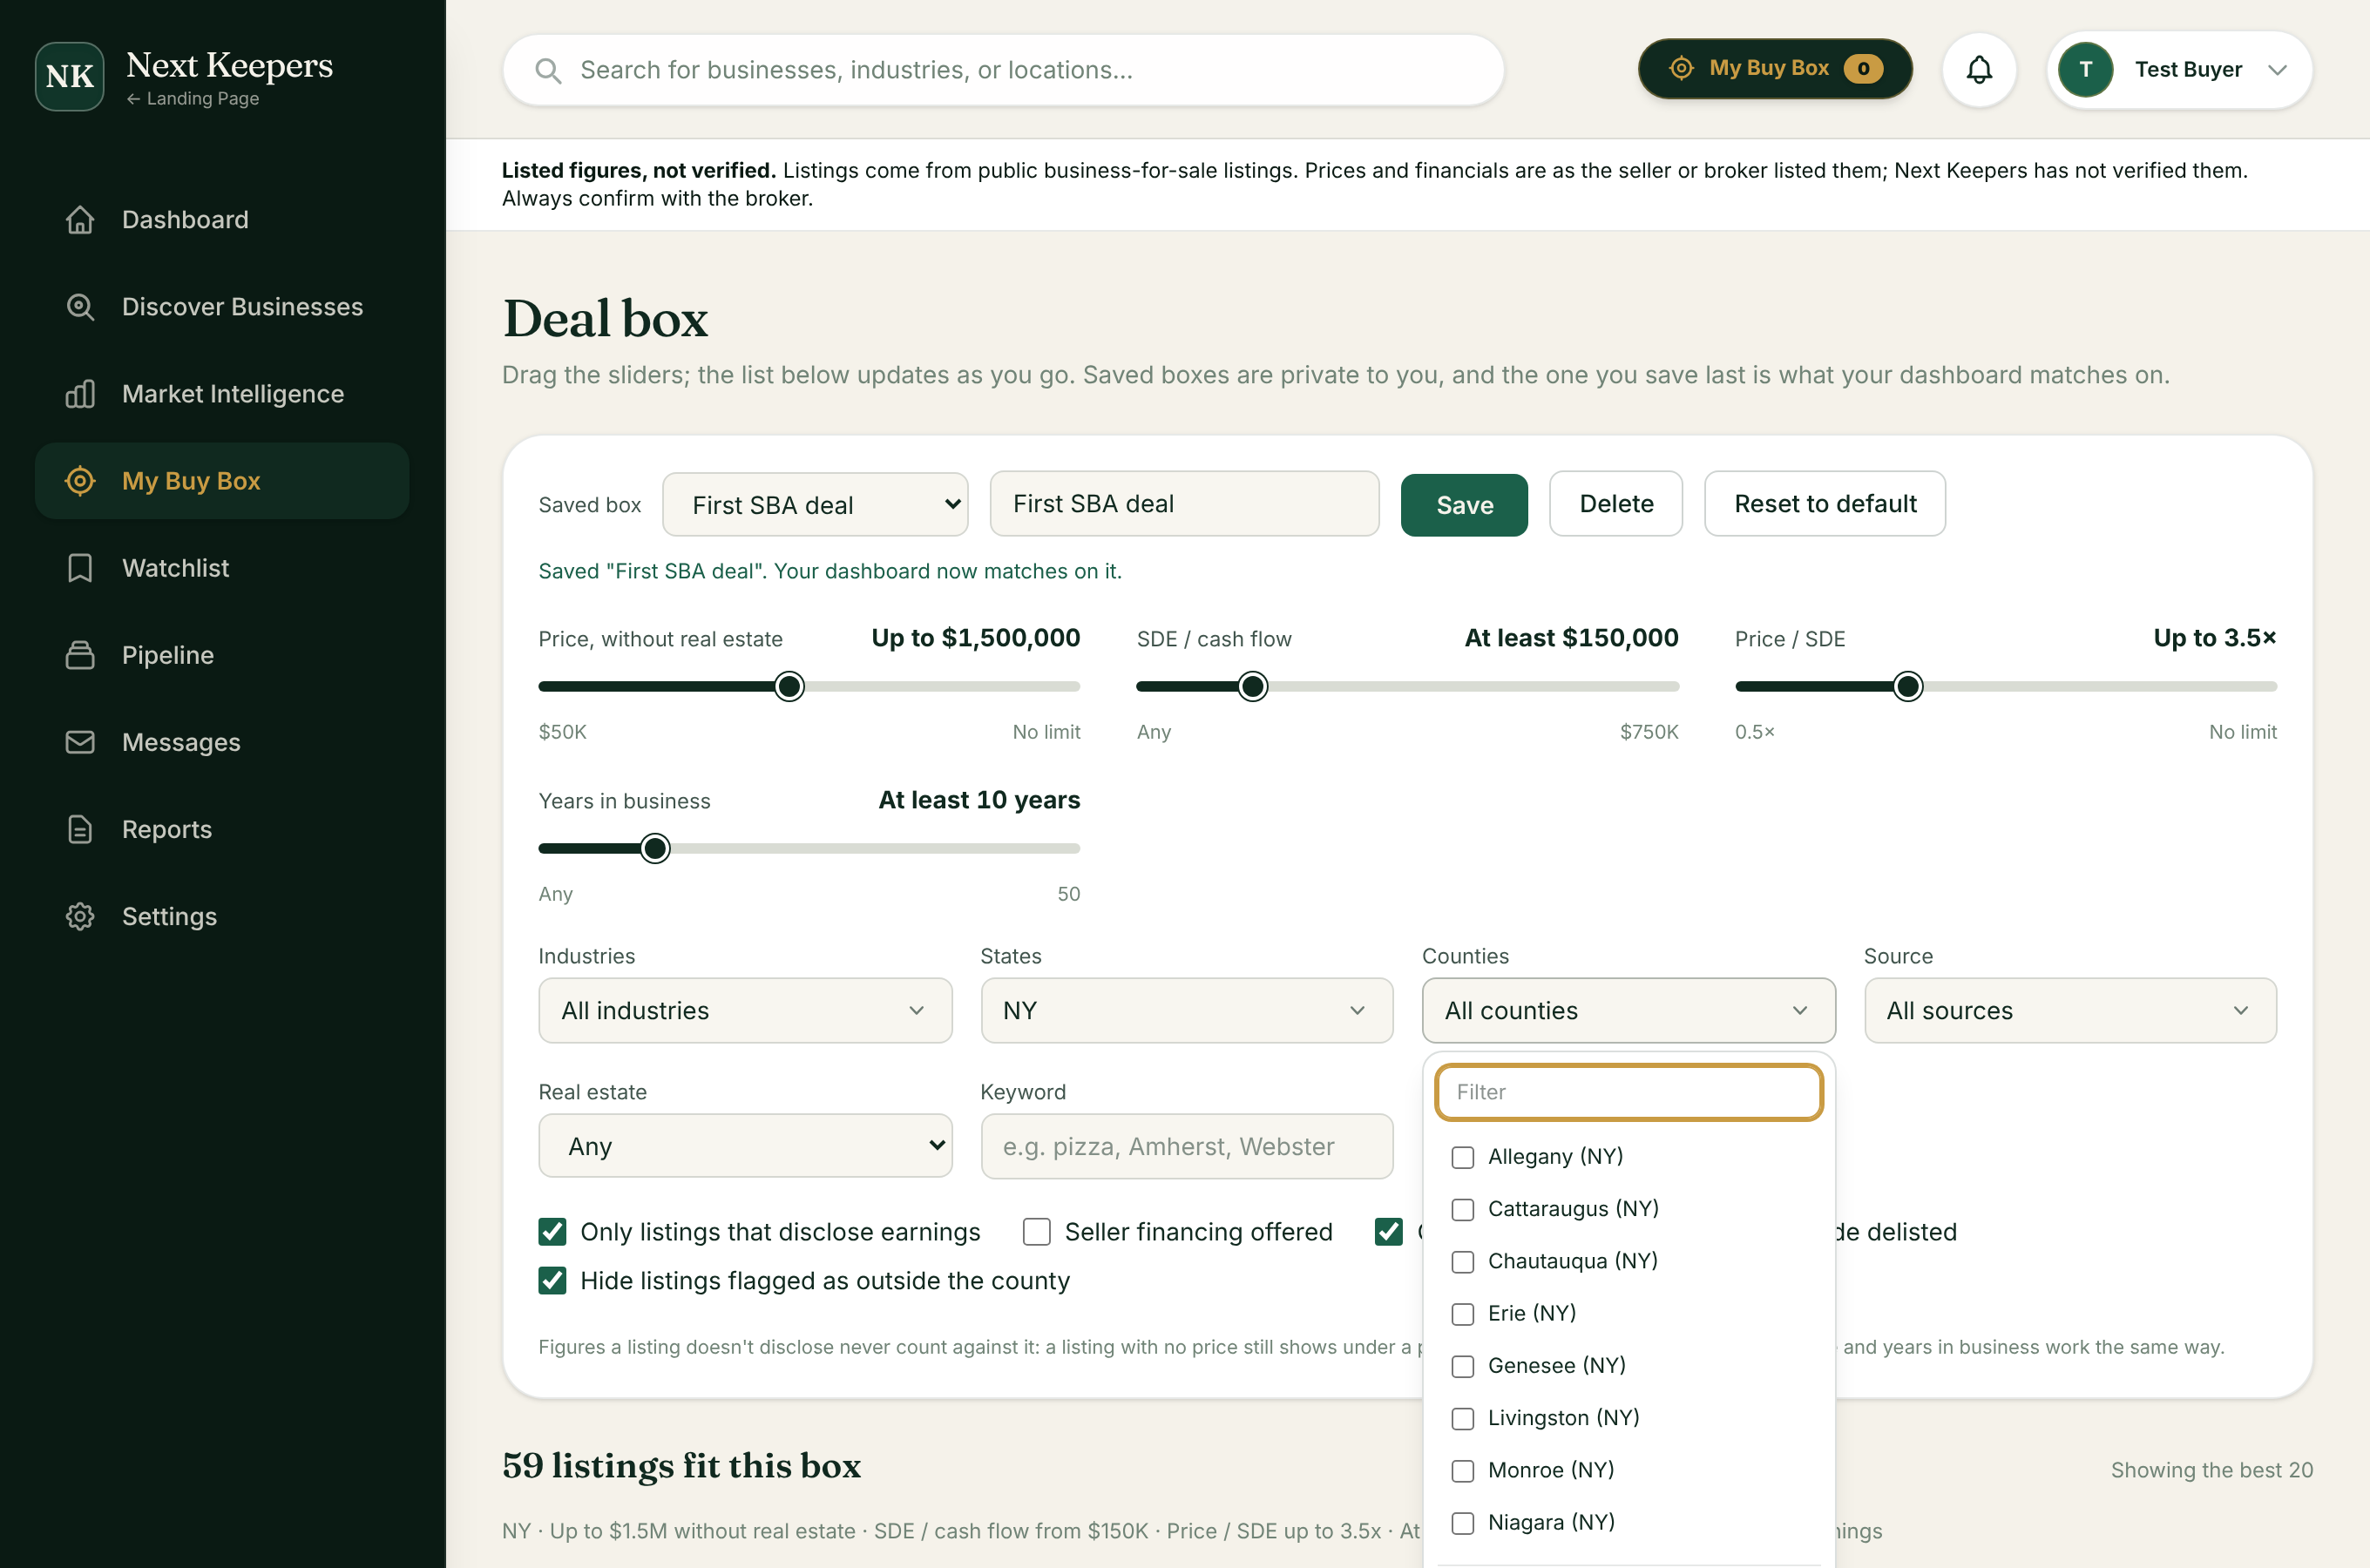 NK
Next Keepers
← Landing Page
Dashboard
Discover Businesses
Market Intelligence
My Buy Box
Watchlist
Pipeline
Messages
Reports
Settings
Search for businesses, industries, or locations...
My Buy Box 0
T
Test Buyer
Listed figures, not verified. Listings come from public business-for-sale listings. Prices and financials are as the seller or broker listed them; Next Keepers has not verified them.
Always confirm with the broker.
Deal box
Drag the sliders; the list below updates as you go. Saved boxes are private to you, and the one you save last is what your dashboard matches on.
Saved box
First SBA deal
First SBA deal
Save
Delete
Reset to default
Saved "First SBA deal". Your dashboard now matches on it.
Price, without real estate Up to $1,500,000
$50K No limit
SDE / cash flow At least $150,000
Any $750K
Price / SDE Up to 3.5×
0.5× No limit
Years in business At least 10 years
Any 50
Industries
All industries
States
NY
Counties
All counties
Source
All sources
Real estate
Any
Keyword
e.g. pizza, Amherst, Webster
Filter
Allegany (NY)
Cattaraugus (NY)
Chautauqua (NY)
Erie (NY)
Genesee (NY)
Livingston (NY)
Monroe (NY)
Niagara (NY)
Only listings that disclose earnings
Seller financing offered
delisted
Hide listings flagged as outside the county
Figures a listing doesn't disclose never count against it: a listing with no price still shows under a
and years in business work the same way.
59 listings fit this box
Showing the best 20
NY · Up to $1.5M without real estate · SDE / cash flow from $150K · Price / SDE up to 3.5x · At